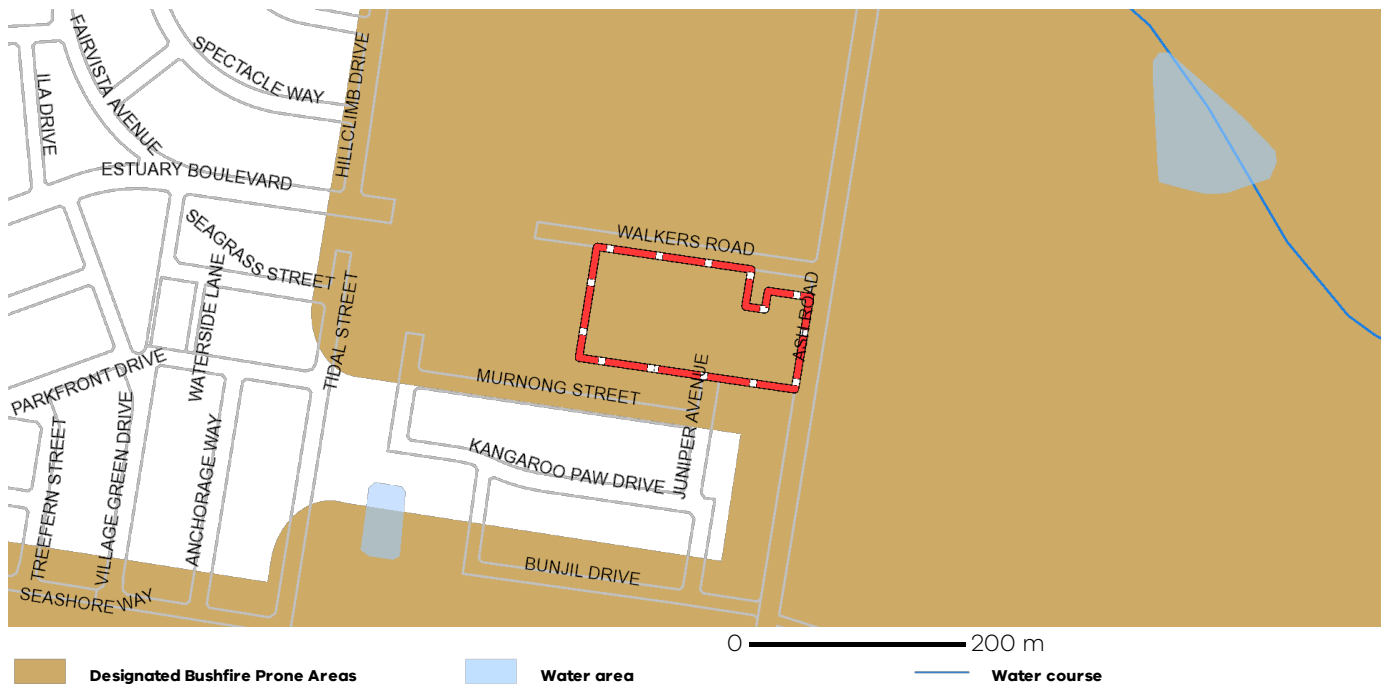 FAIRVISTA AVENUE
SPECTACLE WAY
HILLCLIMB DRIVE
ILA DRIVE
ESTUARY BOULEVARD
SEAGRASS STREET
WALKERS ROAD
WATERSIDE LANE
TIDAL STREET
ASH ROAD
PARKFRONT DRIVE
MURNONG STREET
JUNIPER AVENUE
TREEFERN STREET
VILLAGE GREEN DRIVE
ANCHORAGE WAY
KANGAROO PAW DRIVE
BUNJIL DRIVE
SEASHORE WAY
0 200 m
Designated Bushfire Prone Areas
Water area
Water course